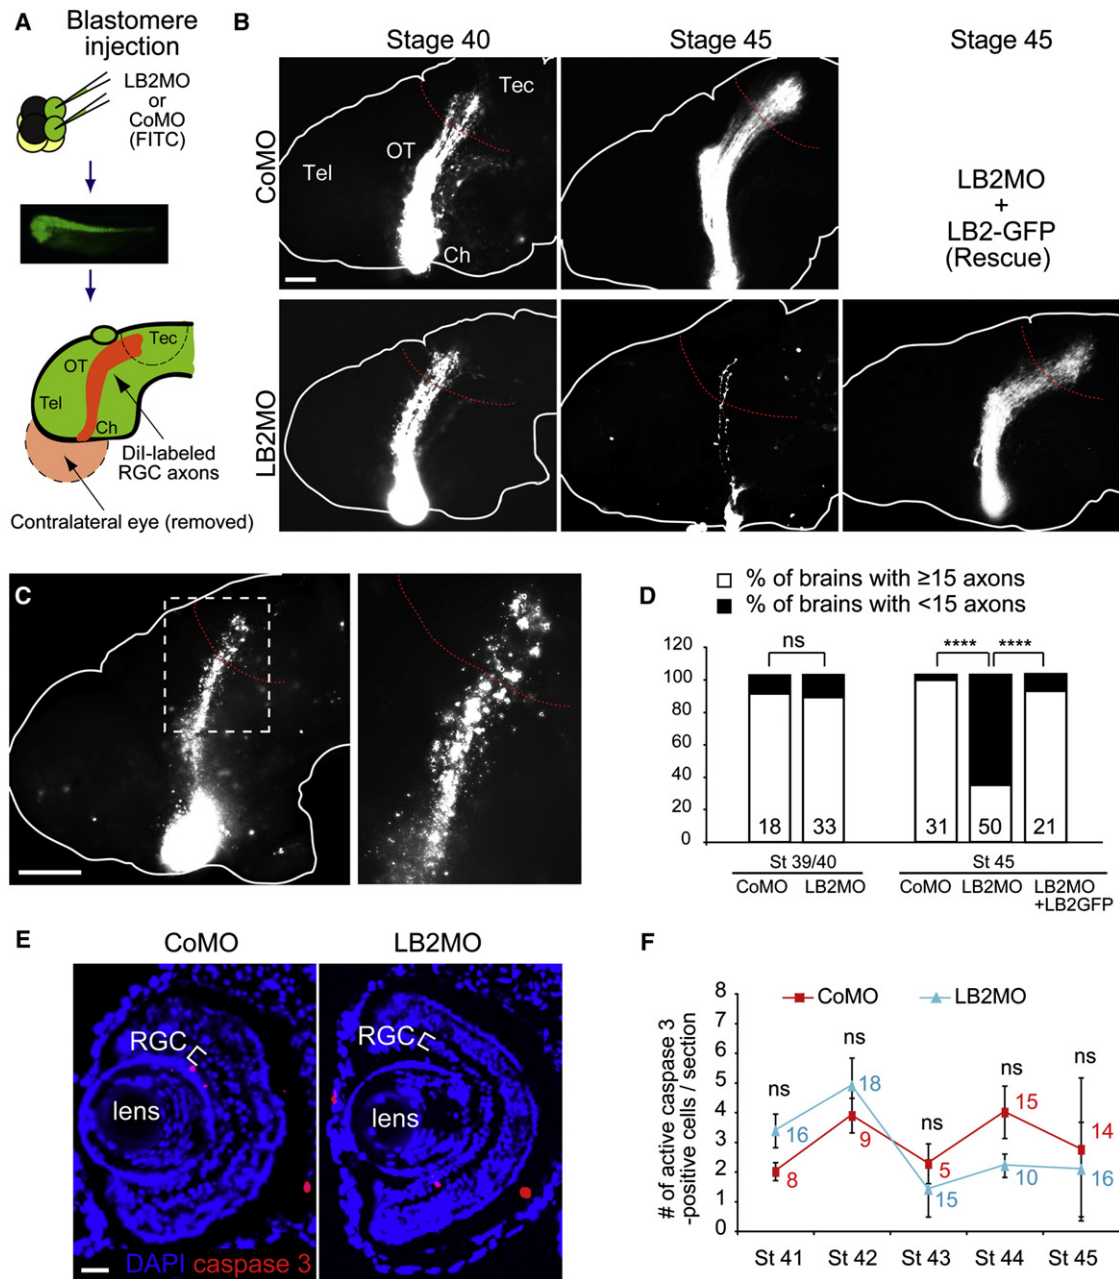 A
Blastomere
injection
LB2MO
or
CoMO
(FITC)
OT
Tec
Tel
Ch
DiI-labeled
RGC axons
Contralateral eye (removed)
B
Stage 40
Stage 45
Stage 45
CoMO
Tec
OT
Tel
Ch
LB2MO
+
LB2-GFP
(Rescue)
LB2MO
C
D
% of brains with ≥15 axons
% of brains with <15 axons
120
100
80
60
40
20
0
ns
**** ****
18 33 31 50 21
St 39/40 St 45
CoMO LB2MO CoMO LB2MO LB2MO
+LB2GFP
E
CoMO LB2MO
RGC
lens
DAPI caspase 3
RGC
lens
F
# of active caspase 3
-positive cells / section
8
7
6
5
4
3
2
1
0
CoMO LB2MO
ns ns ns ns ns
16 18 15 10 16
8 9 5 15 14
St 41 St 42 St 43 St 44 St 45